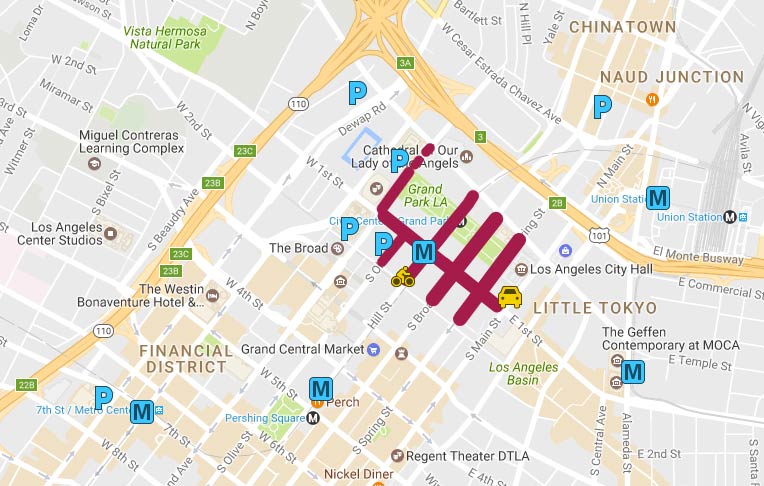 Loma Dr
N Boy
Bartlett St
N Hill Pl
Yale St
CHINATOWN
Vista Hermosa
Natural Park
W Cesar Estrada Chavez Ave
3A
W 2nd St
NAUD JUNCTION
P
P
Miramar St
110
Dewap Rd
3
Witmer St
Miguel Contreras
Learning Complex
23C
Cathedral of Our
Lady of the Angels
P
N Main St
Avila St
S Bixel St
W 1st St
23B
Grand
Park LA
M
Union Station
Union Station
M
2B
Los Angeles
Center Studios
S Beaudry Ave
P
Civic Center / Grand Park
M
Spring St
101
The Broad
P
M
El Monte Busway
23C
Los Angeles City Hall
23B
W 4th St
S O
E Commercial St
The Westin
Bonaventure Hotel &...
Hill St
S Bro
S Main St
LITTLE TOKYO
110
E 1st St
The Geffen
Contemporary at MOCA
FINANCIAL
DISTRICT
Grand Central Market
E Temple St
Los Angeles
Basin
M
22B
W 5th St
M
Perch
P
7th St / Metro Cente
M
Pershing Square
M
W 6th St
7th St
S Olive St
S Spring St
S Central Ave
Alameda St
E 2nd St
8th St
nd Ave
Regent Theater DTLA
Nickel Diner
S Santa F